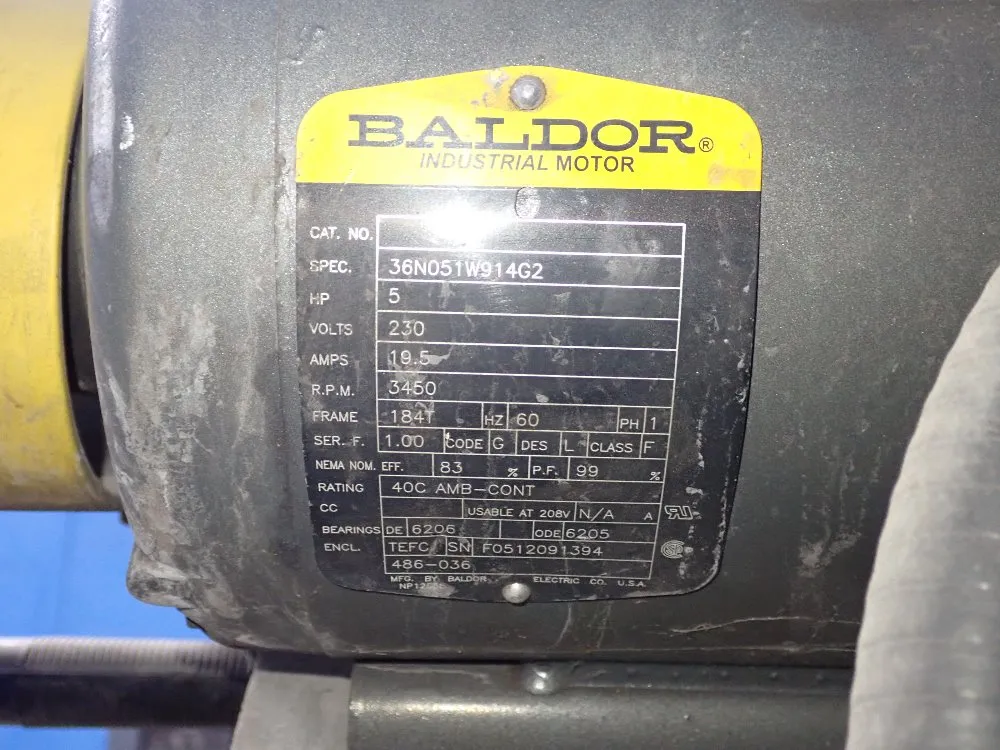 BALDOR®
INDUSTRIAL MOTOR
CAT. NO.
SPEC. 36N051W914G2
HP 5
VOLTS 230
AMPS 19.5
R.P.M. 3450
FRAME 184T HZ 60 PH 1
SER. F. 1.00 CODE G DES L CLASS F
NEMA NOM. EFF. 83 % P.F. 99 %
RATING 40C AMB-CONT
CC USABLE AT 208V N/A A
BEARINGS DE 6206 ODE 6205
ENCL. TEFC SN F0512091394
486-036
MFG. BY BALDOR ELECTRIC CO. U.S.A.